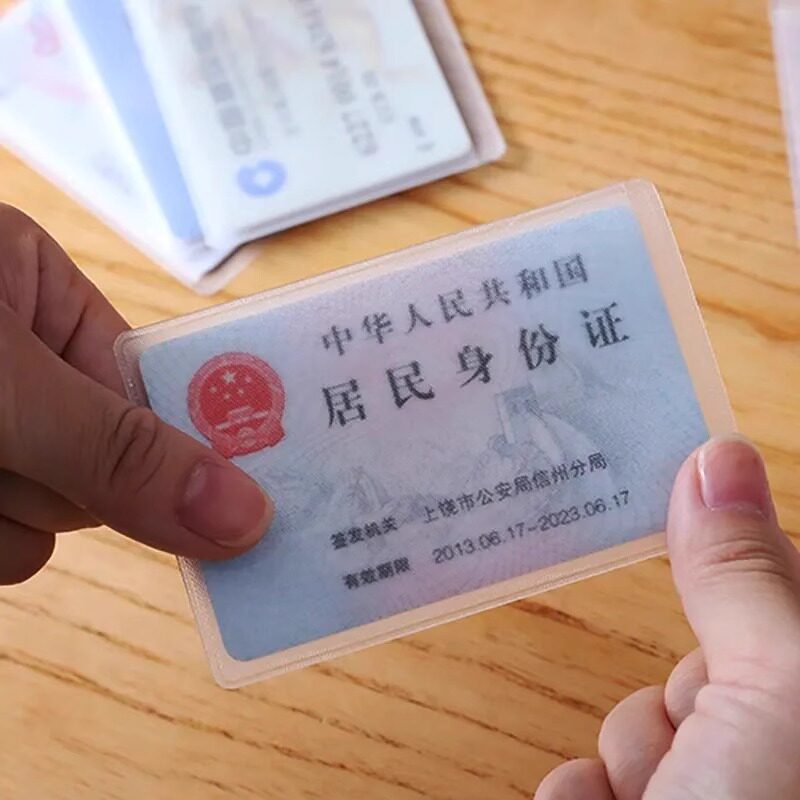 中华人民共和国
居民身份证
签发机关 上饶市公安局信州分局
有效期限 2013.06.17-2023.06.17